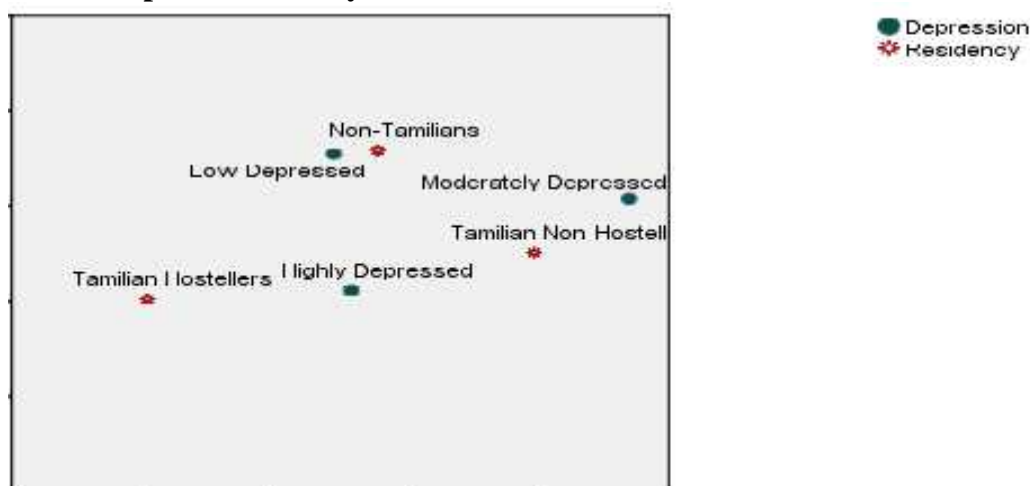 Depression
Residency
Non-Tamilians
Low Depressed
Moderately Depressed
Tamilian Non Hostell
Highly Depressed
Tamilian Hostellers